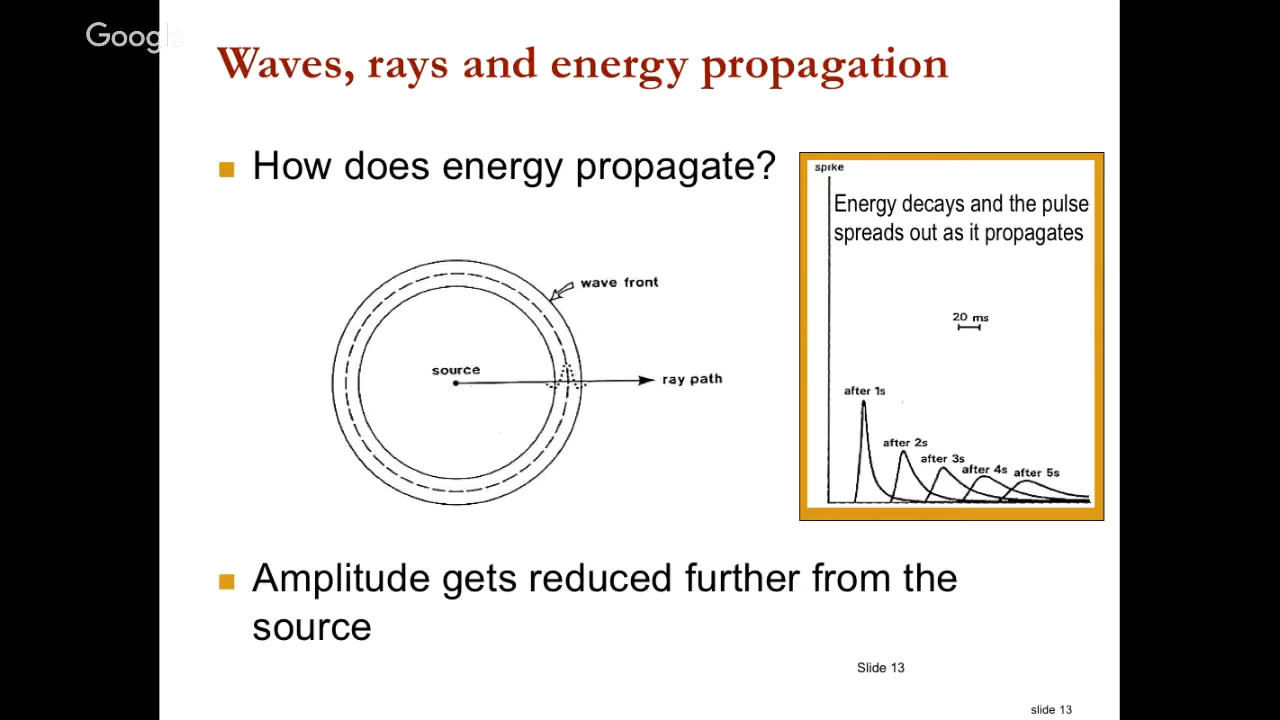 Google
Waves, rays and energy propagation
How does energy propagate?
spike
Energy decays and the pulse
spreads out as it propagates
wave front
20 ms
source
ray path
after 1s
after 2s
after 3s
after 4s
after 5s
Amplitude gets reduced further from the
source
Slide 13
slide 13